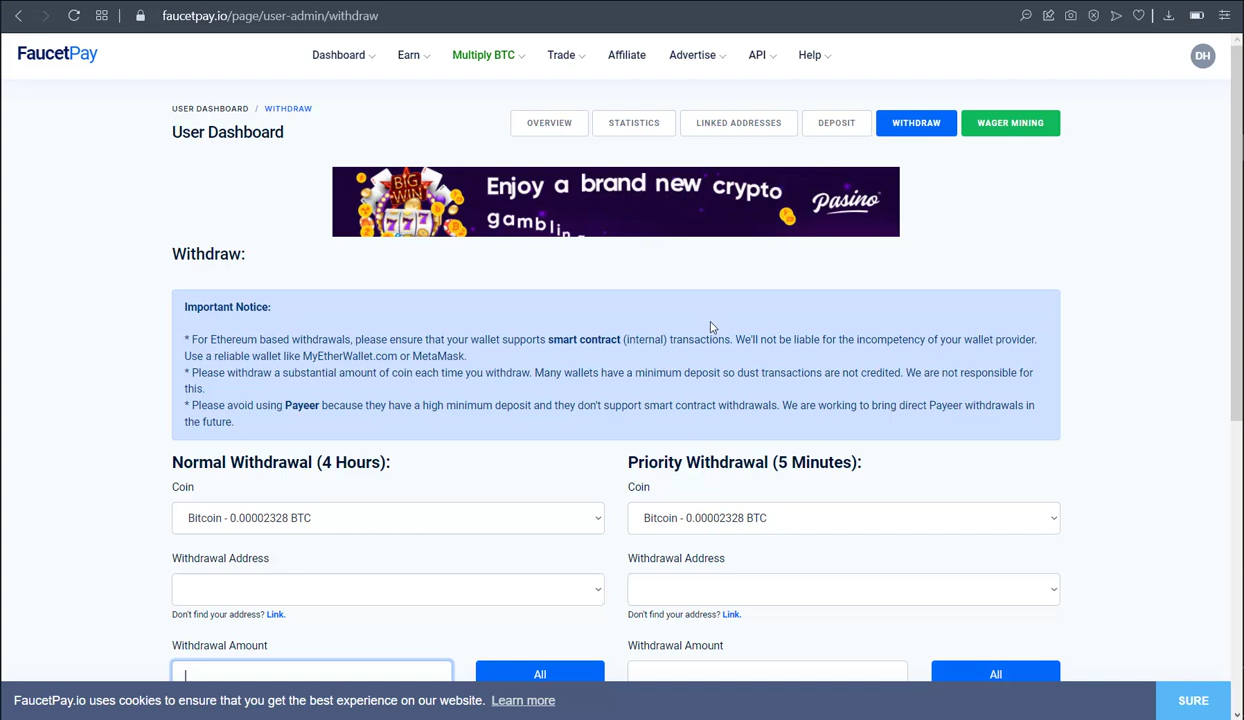 faucetpay.io/page/user-admin/withdraw
FaucetPay
Dashboard Earn Multiply BTC Trade Affiliate Advertise API Help
DH
USER DASHBOARD / WITHDRAW
User Dashboard
OVERVIEW STATISTICS LINKED ADDRESSES DEPOSIT WITHDRAW WAGER MINING
BIG WIN
777
Enjoy a brand new crypto
gamblin
Pasino
Withdraw:
Important Notice:
* For Ethereum based withdrawals, please ensure that your wallet supports smart contract (internal) transactions. We'll not be liable for the incompetency of your wallet provider.
Use a reliable wallet like MyEtherWallet.com or MetaMask.
* Please withdraw a substantial amount of coin each time you withdraw. Many wallets have a minimum deposit so dust transactions are not credited. We are not responsible for
this.
* Please avoid using Payeer because they have a high minimum deposit and they don't support smart contract withdrawals. We are working to bring direct Payeer withdrawals in
the future.
Normal Withdrawal (4 Hours):
Coin
Bitcoin - 0.00002328 BTC
Withdrawal Address
Don't find your address? Link.
Withdrawal Amount
All
Priority Withdrawal (5 Minutes):
Coin
Bitcoin - 0.00002328 BTC
Withdrawal Address
Don't find your address? Link.
Withdrawal Amount
All
FaucetPay.io uses cookies to ensure that you get the best experience on our website. Learn more
SURE